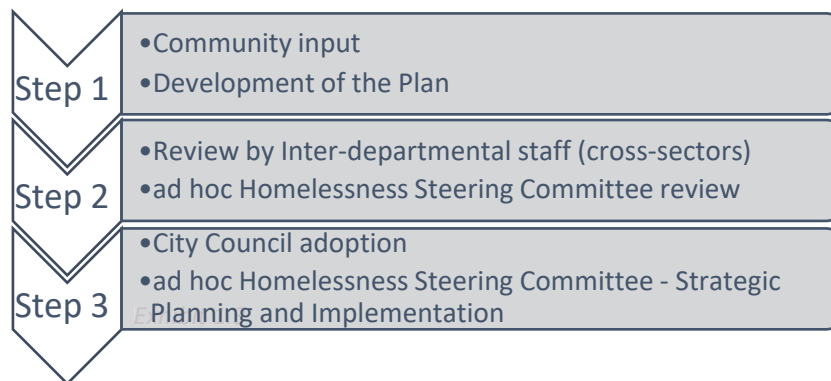 Step 1
•Community input
•Development of the Plan
Step 2
•Review by Inter-departmental staff (cross-sectors)
•ad hoc Homelessness Steering Committee review
Step 3
•City Council adoption
•ad hoc Homelessness Steering Committee - Strategic
Planning and Implementation